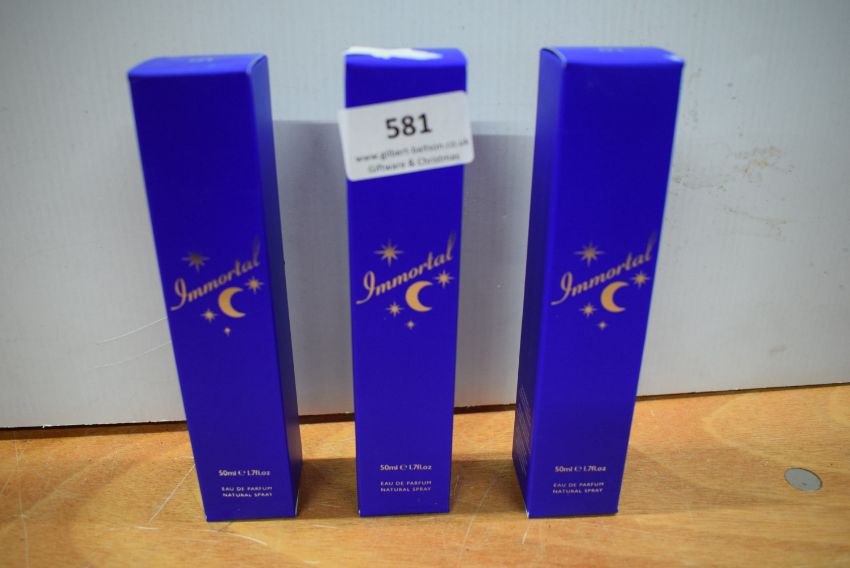 Immortal
50ml e 1.7fl.oz
EAU DE PARFUM
NATURAL SPRAY
581
www.gilbert-baitson.co.uk
Giftware & Christmas
Immortal
50ml e 1.7fl.oz
EAU DE PARFUM
NATURAL SPRAY
Immortal
50ml e 1.7fl.oz
EAU DE PARFUM
NATURAL SPRAY